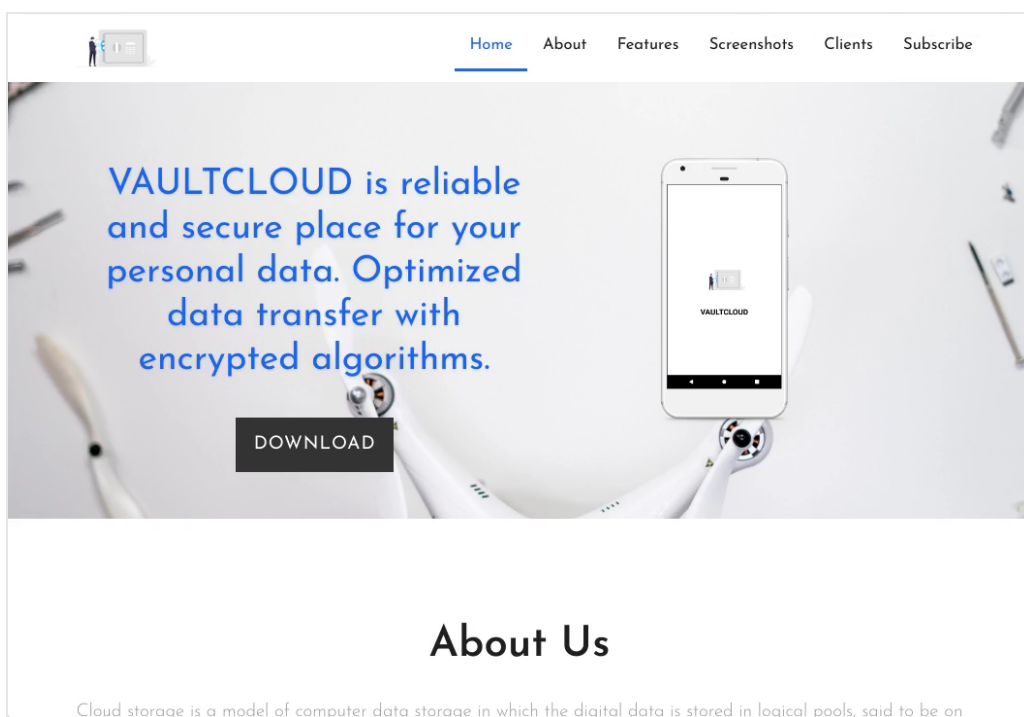 Home About Features Screenshots Clients Subscribe
VAULTCLOUD is reliable
and secure place for your
personal data. Optimized
data transfer with
encrypted algorithms.
VAULTCLOUD
DOWNLOAD
About Us
Cloud storage is a model of computer data storage in which the digital data is stored in logical pools, said to be on